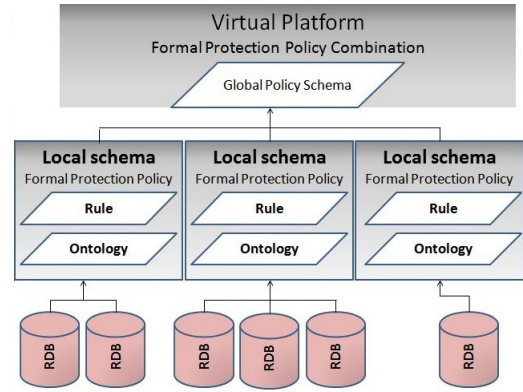 Virtual Platform
Formal Protection Policy Combination
Global Policy Schema
Local schema
Formal Protection Policy
Rule
Ontology
Local schema
Formal Protection Policy
Rule
Ontology
Local schema
Formal Protection Policy
Rule
Ontology
RDB
RDB
RDB
RDB
RDB
RDB